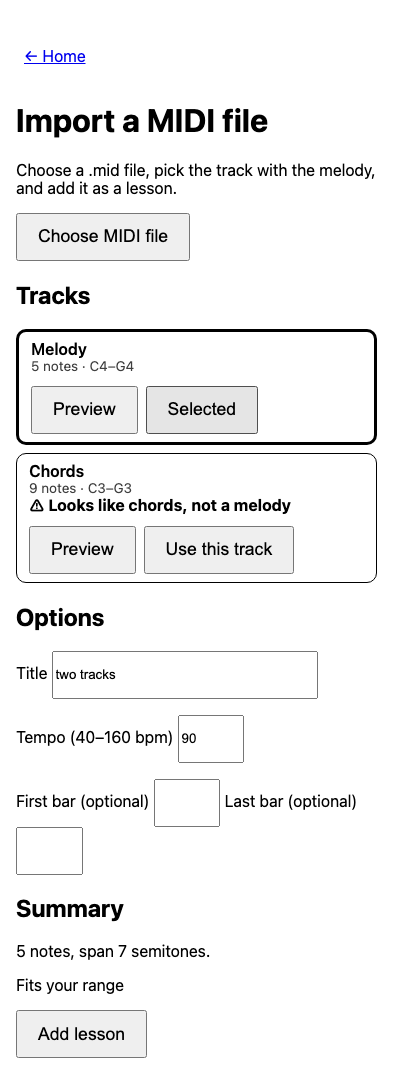 ← Home
Import a MIDI file
Choose a .mid file, pick the track with the melody,
and add it as a lesson.
Choose MIDI file
Tracks
Melody
5 notes · C4–G4
Preview
Selected
Chords
9 notes · C3–G3
⚠ Looks like chords, not a melody
Preview
Use this track
Options
Title two tracks
Tempo (40–160 bpm) 90
First bar (optional) Last bar (optional)
Summary
5 notes, span 7 semitones.
Fits your range
Add lesson